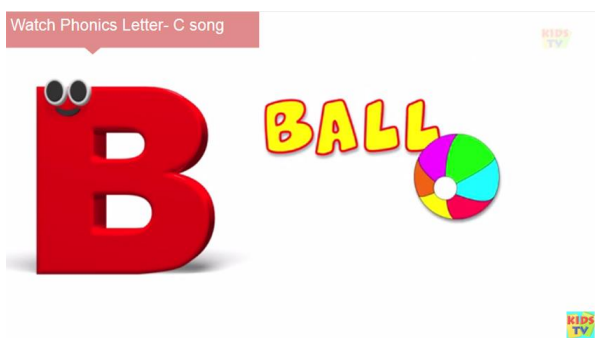 Watch Phonics Letter- C song
KIDS
TV
B
BALL
KIDS
TV